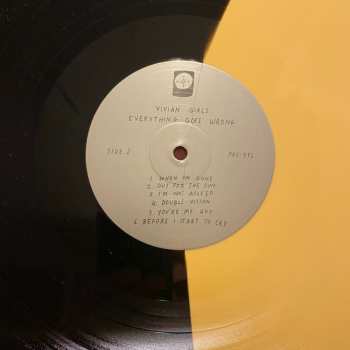 VIVIAN GIRLS
EVERYTHING GOES WRONG
SIDE 2
1 WHEN I'M GONE
2. OUT FOR THE SUN
3 I'M NOT ASLEEP
4. DOUBLE VISION
5 YOU'RE MY GUY
6 BEFORE I START TO CRY